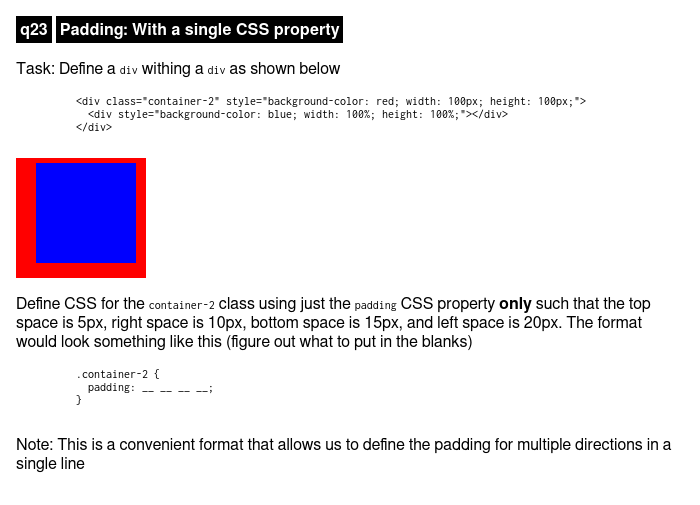 q23 Padding: With a single CSS property
Task: Define a div withing a div as shown below
<div class="container-2" style="background-color: red; width: 100px; height: 100px;">
<div style="background-color: blue; width: 100%; height: 100%;"></div>
</div>
Define CSS for the container-2 class using just the padding CSS property only such that the top
space is 5px, right space is 10px, bottom space is 15px, and left space is 20px. The format
would look something like this (figure out what to put in the blanks)
.container-2 {
padding: __ __ __ __;
}
Note: This is a convenient format that allows us to define the padding for multiple directions in a
single line